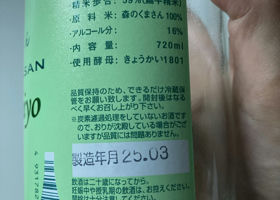 精米歩合：59%(扁平精米)
原料米：森のくまさん
アルコール分：16%
内容量：720ml
使用酵母：きょうかい1801
品質保持のため、できるだけ冷蔵保
管をお願い致します。開封後はなるべ
く早くお召し上がり下さい。
※炭素濾過処理をしていないお酒です
ので、おりが沈殿している場合がござい
ますが品質には問題ありません。
製造年月25.03
飲酒は二十歳になってから。
妊娠中や授乳期の飲酒は、お控えください。
SAN
yo
4 931782